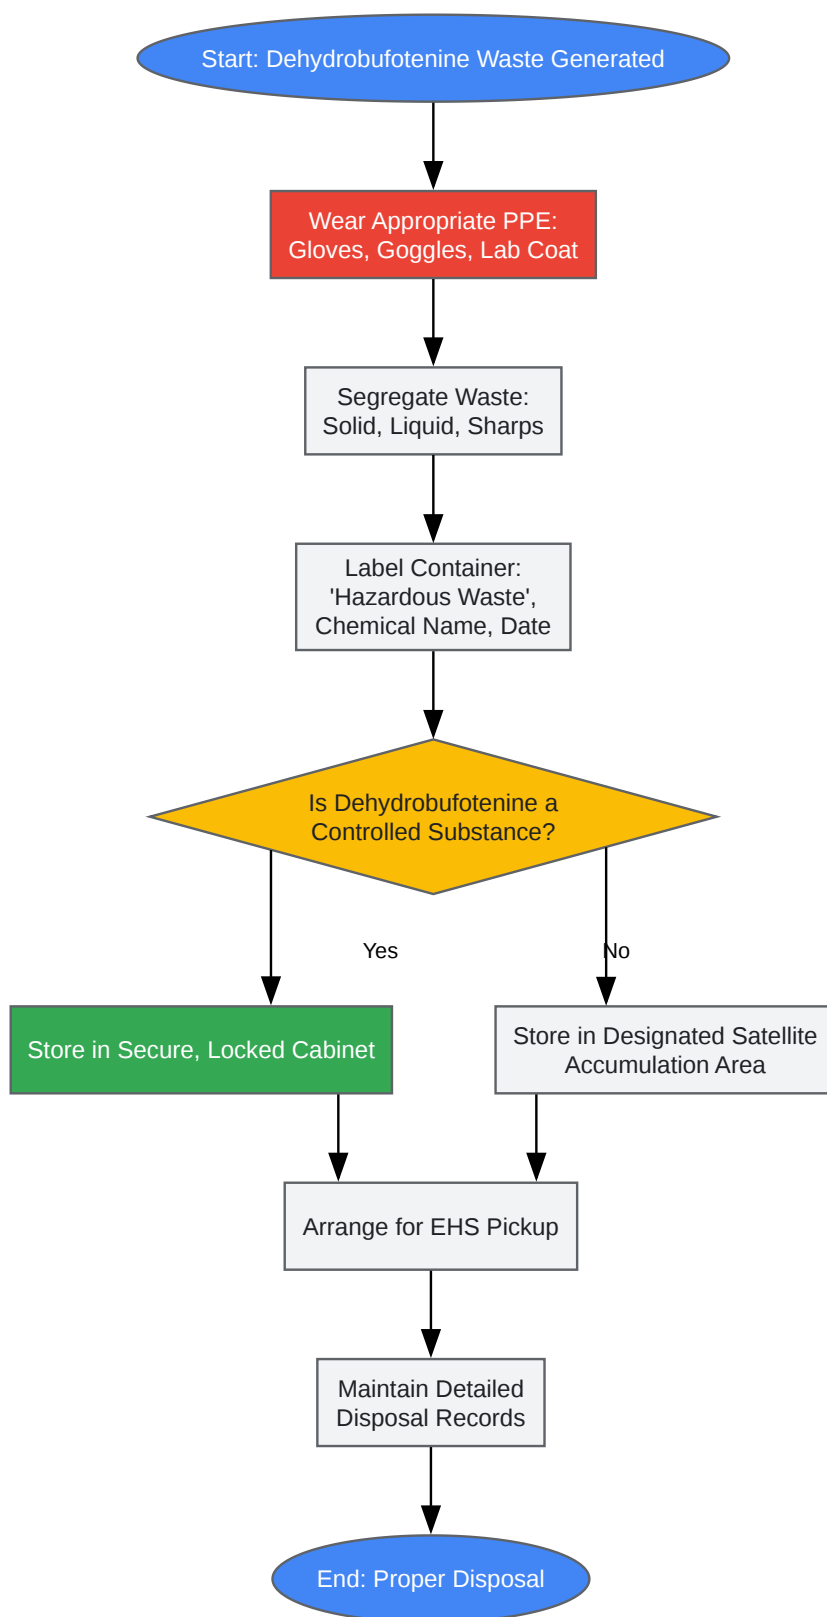 Start: Dehydrobufotenine Waste Generated
Wear Appropriate PPE:
Gloves, Goggles, Lab Coat
Segregate Waste:
Solid, Liquid, Sharps
Label Container:
'Hazardous Waste',
Chemical Name, Date
Is Dehydrobufotenine a
Controlled Substance?
Yes
No
Store in Secure, Locked Cabinet
Store in Designated Satellite
Accumulation Area
Arrange for EHS Pickup
Maintain Detailed
Disposal Records
End: Proper Disposal